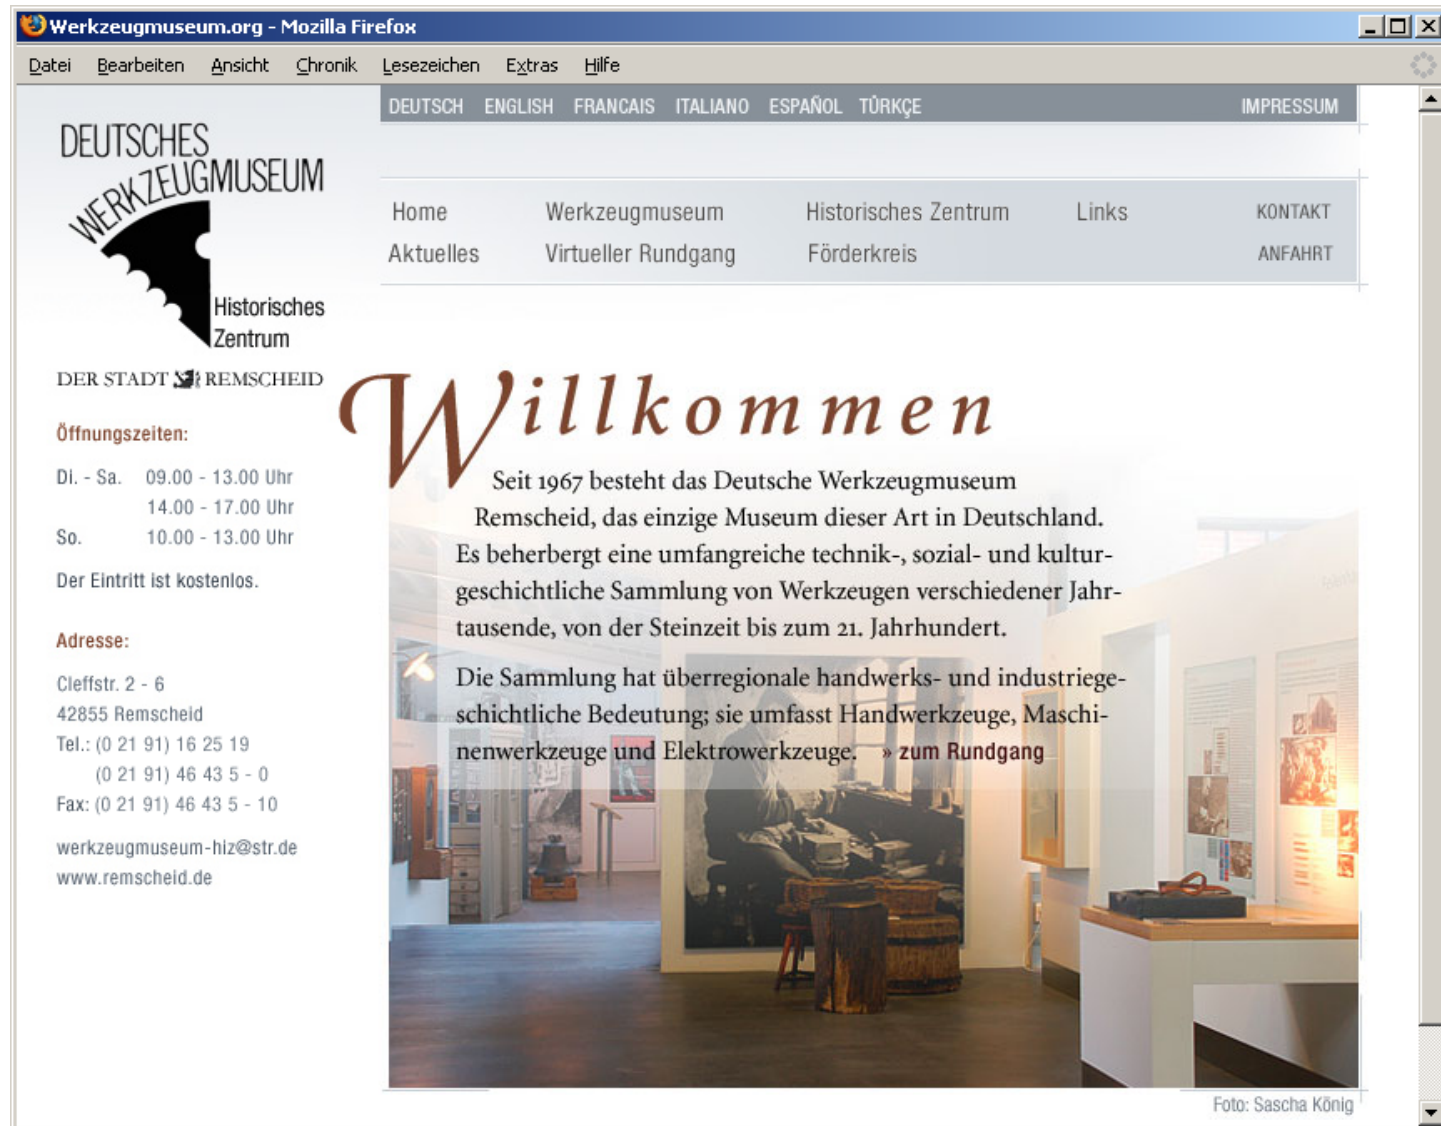 Werkzeugmuseum.org - Mozilla Firefox
Datei Bearbeiten Ansicht Chronik Lesezeichen Extras Hilfe
DEUTSCH ENGLISH FRANCAIS ITALIANO ESPAÑOL TÜRKÇE IMPRESSUM
DEUTSCHES
WERKZEUGMUSEUM
Historisches
Zentrum
DER STADT REMSCHEID
Home Werkzeugmuseum Historisches Zentrum Links KONTAKT
Aktuelles Virtueller Rundgang Förderkreis ANFAHRT
Öffnungszeiten:
Di. - Sa. 09.00 - 13.00 Uhr
14.00 - 17.00 Uhr
So. 10.00 - 13.00 Uhr
Der Eintritt ist kostenlos.
Adresse:
Cleffstr. 2 - 6
42855 Remscheid
Tel.: (0 21 91) 16 25 19
(0 21 91) 46 43 5 - 0
Fax: (0 21 91) 46 43 5 - 10
werkzeugmuseum-hiz@str.de
www.remscheid.de
Willkommen
Seit 1967 besteht das Deutsche Werkzeugmuseum
Remscheid, das einzige Museum dieser Art in Deutschland.
Es beherbergt eine umfangreiche technik-, sozial- und kultur-
geschichtliche Sammlung von Werkzeugen verschiedener Jahr-
tausende, von der Steinzeit bis zum 21. Jahrhundert.
Die Sammlung hat überregionale handwerks- und industriege-
schichtliche Bedeutung; sie umfasst Handwerkzeuge, Maschi-
nenwerkzeuge und Elektrowerkzeuge. » zum Rundgang
Foto: Sascha König